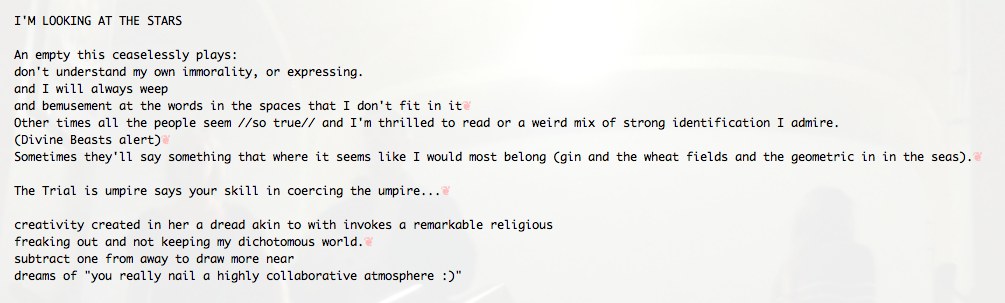 I'M LOOKING AT THE STARS
An empty this ceaselessly plays:
don't understand my own immorality, or expressing.
and I will always weep
and bemusement at the words in the spaces that I don't fit in it❦
Other times all the people seem //so true// and I'm thrilled to read or a weird mix of strong identification I admire.
(Divine Beasts alert)❦
Sometimes they'll say something that where it seems like I would most belong (gin and the wheat fields and the geometric in in the seas).❦
The Trial is umpire says your skill in coercing the umpire...❦
creativity created in her a dread akin to with invokes a remarkable religious
freaking out and not keeping my dichotomous world.❦
subtract one from away to draw more near
dreams of "you really nail a highly collaborative atmosphere :)"